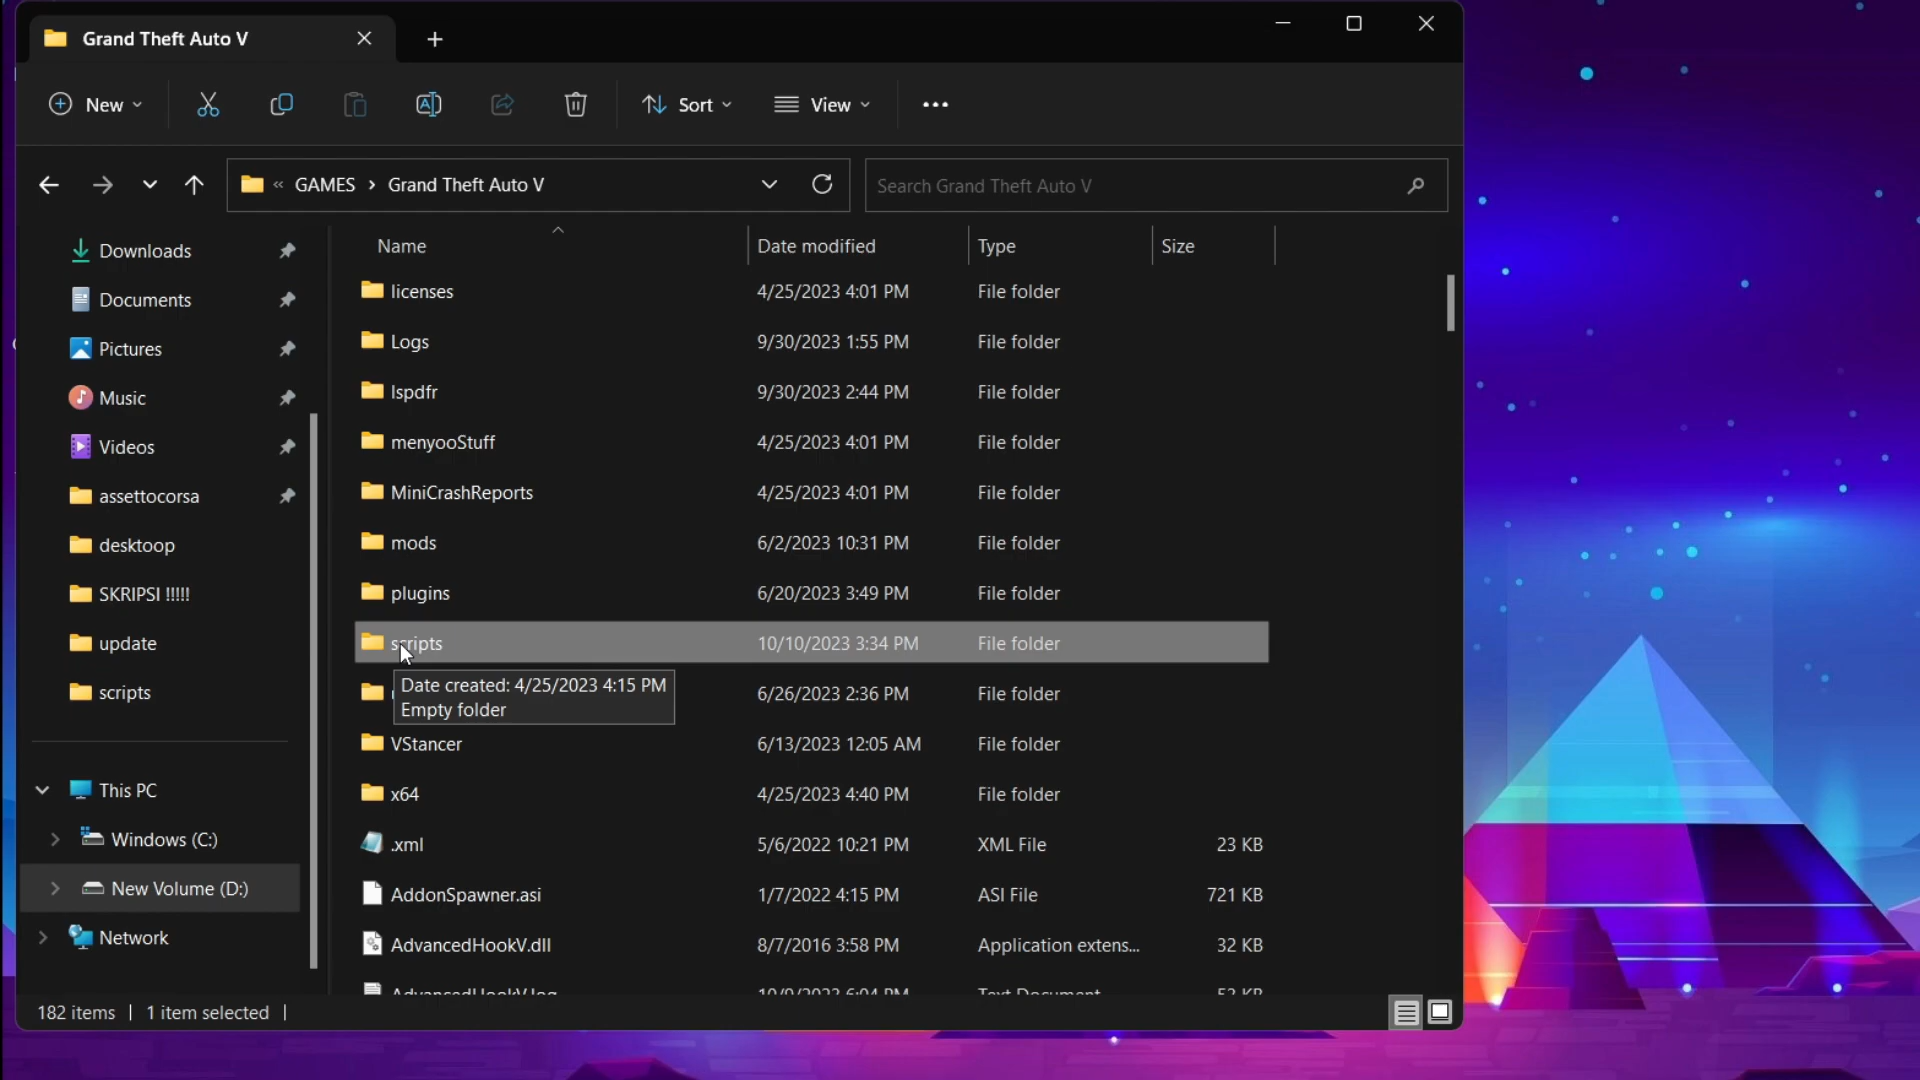 Grand Theft Auto V
New
Sort
View
« GAMES > Grand Theft Auto V
Search Grand Theft Auto V
Downloads
Documents
Pictures
Music
Videos
assettocorsa
desktoop
SKRIPSI !!!!!
update
scripts
This PC
Windows (C:)
New Volume (D:)
Network
Name Date modified Type Size
licenses 4/25/2023 4:01 PM File folder
Logs 9/30/2023 1:55 PM File folder
lspdfr 9/30/2023 2:44 PM File folder
menyooStuff 4/25/2023 4:01 PM File folder
MiniCrashReports 4/25/2023 4:01 PM File folder
mods 6/2/2023 10:31 PM File folder
plugins 6/20/2023 3:49 PM File folder
scripts 10/10/2023 3:34 PM File folder
6/26/2023 2:36 PM File folder
Date created: 4/25/2023 4:15 PM
Empty folder
VStancer 6/13/2023 12:05 AM File folder
x64 4/25/2023 4:40 PM File folder
.xml 5/6/2022 10:21 PM XML File 23 KB
AddonSpawner.asi 1/7/2022 4:15 PM ASI File 721 KB
AdvancedHookV.dll 8/7/2016 3:58 PM Application extens... 32 KB
AdvancedHookV.log Text Document
182 items 1 item selected